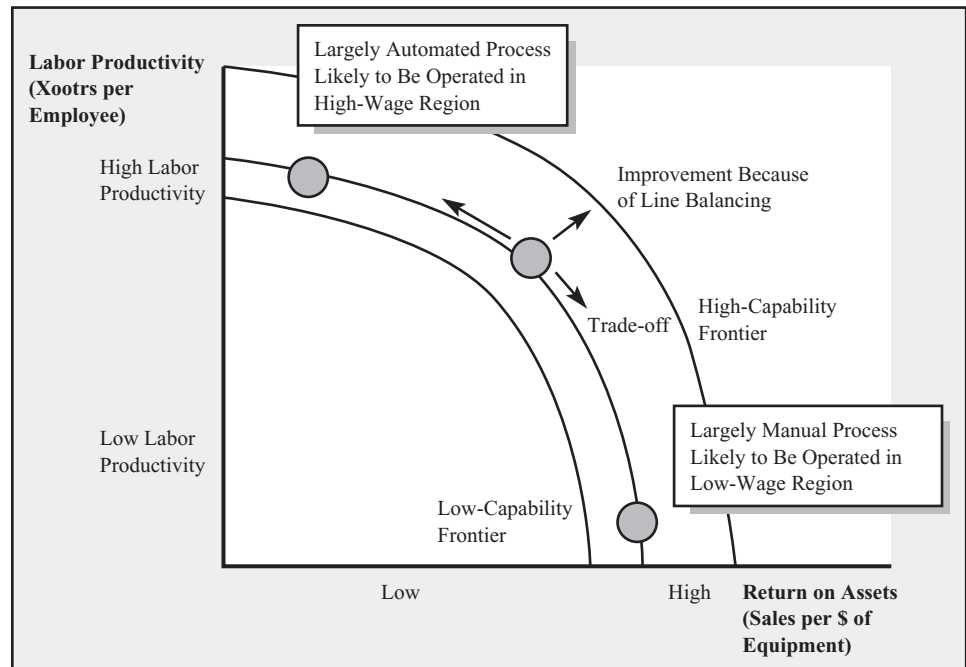 Labor Productivity
(Xootrs per
Employee)
Largely Automated Process
Likely to Be Operated in
High-Wage Region
High Labor
Productivity
Improvement Because
of Line Balancing
Trade-off
High-Capability
Frontier
Low Labor
Productivity
Largely Manual Process
Likely to Be Operated in
Low-Wage Region
Low-Capability
Frontier
Low
High
Return on Assets
(Sales per $ of
Equipment)